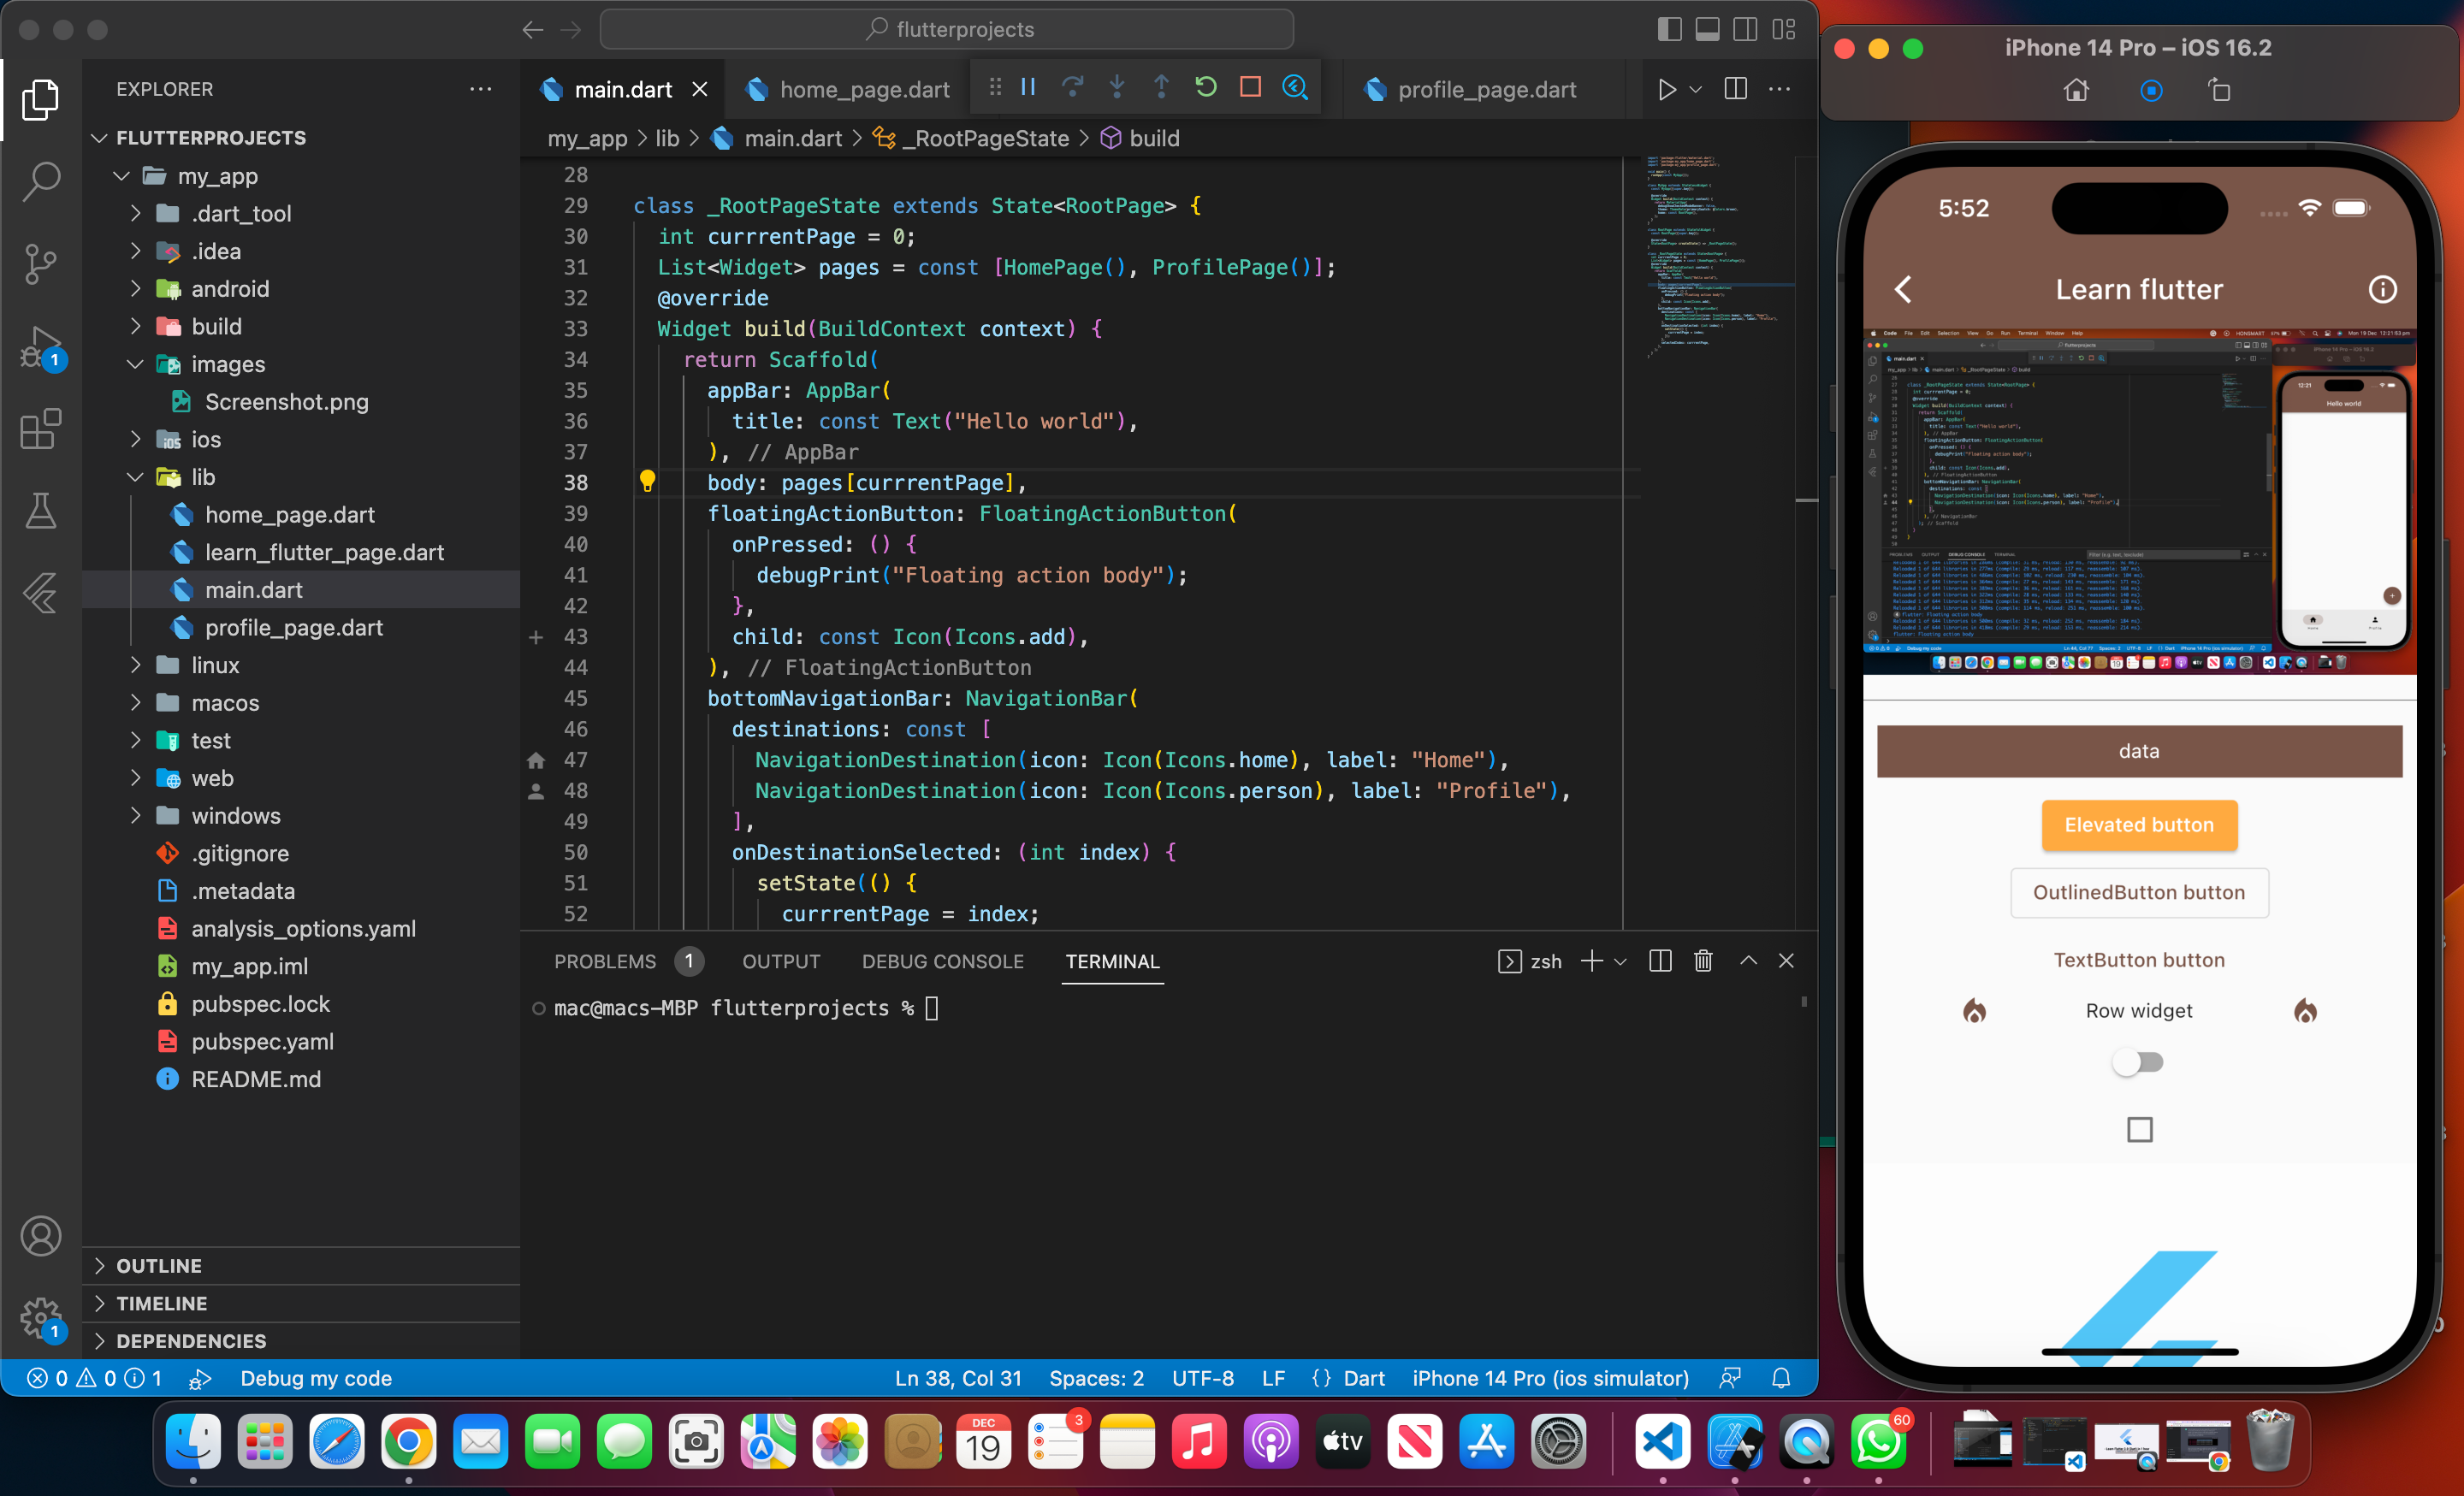 flutterprojects
EXPLORER
FLUTTERPROJECTS
my_app
.dart_tool
.idea
android
build
images
Screenshot.png
ios
lib
home_page.dart
learn_flutter_page.dart
main.dart
profile_page.dart
linux
macos
test
web
windows
.gitignore
.metadata
analysis_options.yaml
my_app.iml
pubspec.lock
pubspec.yaml
README.md
OUTLINE
TIMELINE
DEPENDENCIES
1
1
main.dart
home_page.dart
profile_page.dart
my_app > lib > main.dart > _RootPageState > build
28
29 class _RootPageState extends State<RootPage> {
30 int currrentPage = 0;
31 List<Widget> pages = const [HomePage(), ProfilePage()];
32 @override
33 Widget build(BuildContext context) {
34 return Scaffold(
35 appBar: AppBar(
36 title: const Text("Hello world"),
37 ), // AppBar
38 body: pages[currrentPage],
39 floatingActionButton: FloatingActionButton(
40 onPressed: () {
41 debugPrint("Floating action body");
42 },
43 child: const Icon(Icons.add),
44 ), // FloatingActionButton
45 bottomNavigationBar: NavigationBar(
46 destinations: const [
47 NavigationDestination(icon: Icon(Icons.home), label: "Home"),
48 NavigationDestination(icon: Icon(Icons.person), label: "Profile"),
49 ],
50 onDestinationSelected: (int index) {
51 setState(() {
52 currrentPage = index;
PROBLEMS 1 OUTPUT DEBUG CONSOLE TERMINAL
zsh
mac@macs-MBP flutterprojects %
0 0 1 Debug my code
Ln 38, Col 31 Spaces: 2 UTF-8 LF {} Dart iPhone 14 Pro (ios simulator)
iPhone 14 Pro – iOS 16.2
5:52
Learn flutter
Hello world
data
Elevated button
OutlinedButton button
TextButton button
Row widget
DEC
19
3
tv
60